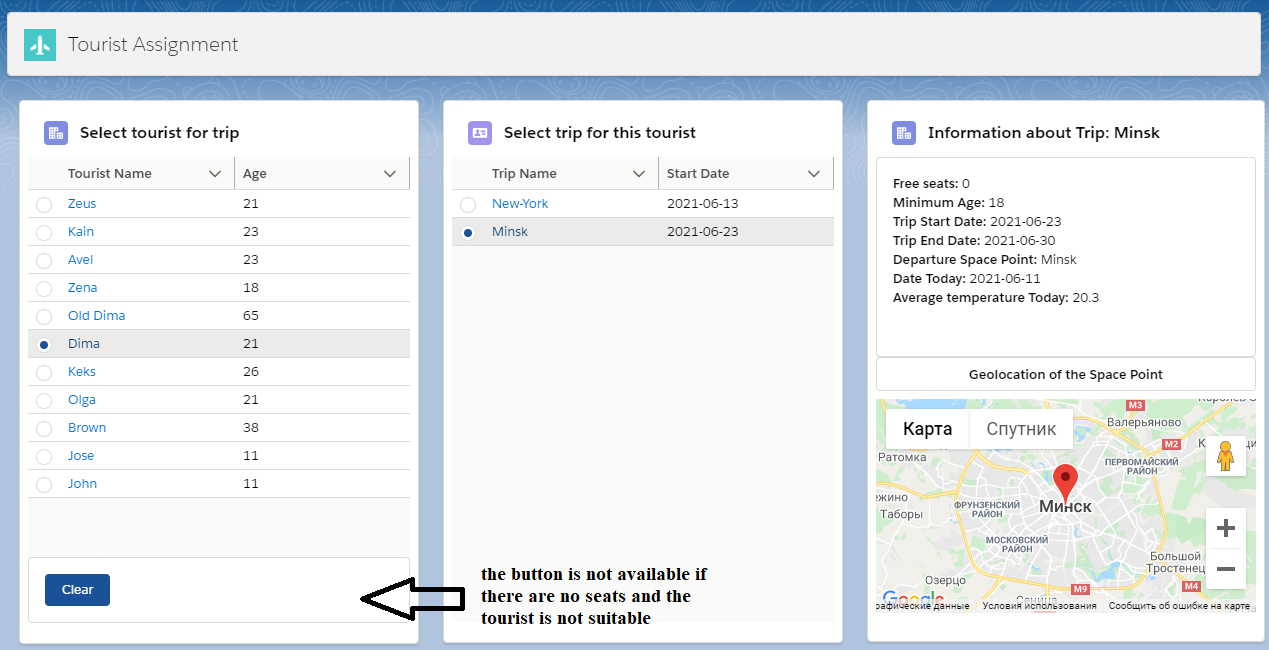 Tourist Assignment
Select tourist for trip
Tourist Name Age
Zeus 21
Kain 23
Avel 23
Zena 18
Old Dima 65
Dima 21
Keks 26
Olga 21
Brown 38
Jose 11
John 11
Clear
Select trip for this tourist
Trip Name Start Date
New-York 2021-06-13
Minsk 2021-06-23
the button is not available if
there are no seats and the
tourist is not suitable
Information about Trip: Minsk
Free seats: 0
Minimum Age: 18
Trip Start Date: 2021-06-23
Trip End Date: 2021-06-30
Departure Space Point: Minsk
Date Today: 2021-06-11
Average temperature Today: 20.3
Geolocation of the Space Point
M3
Карта Спутник
Валерьяново
M2
Ратомка
ПЕРВОМАЙСКИЙ
РАЙОН
Таборы
ФРУНЗЕНСКИЙ
РАЙОН
Минск
МОСКОВСКИЙ
РАЙОН
Большой
Тростенец
Озерцо
M9
M4
Google
Условия использования
Сообщить об ошибке на карте